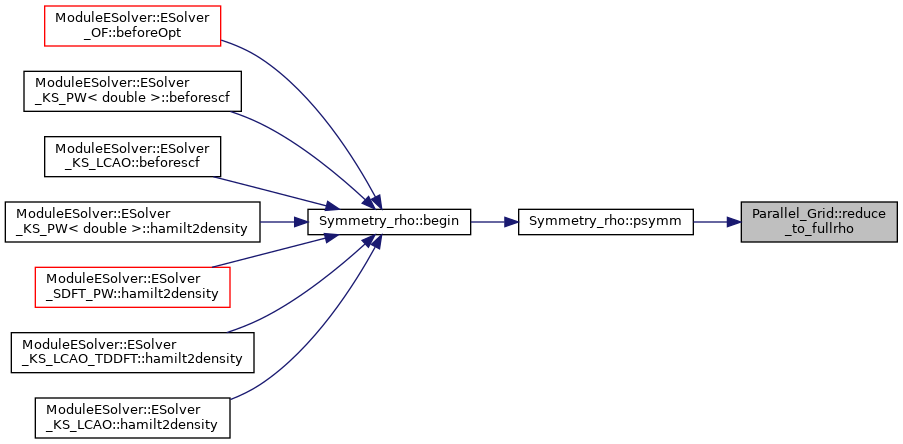 ModuleESolver::ESolver
_OF::beforeOpt
ModuleESolver::ESolver
_KS_PW< double >::beforescf
ModuleESolver::ESolver
_KS_LCAO::beforescf
ModuleESolver::ESolver
_KS_PW< double >::hamilt2density
ModuleESolver::ESolver
_SDFT_PW::hamilt2density
ModuleESolver::ESolver
_KS_LCAO_TDDFT::hamilt2density
ModuleESolver::ESolver
_KS_LCAO::hamilt2density
Symmetry_rho::begin
Symmetry_rho::psymm
Parallel_Grid::reduce
_to_fullrho